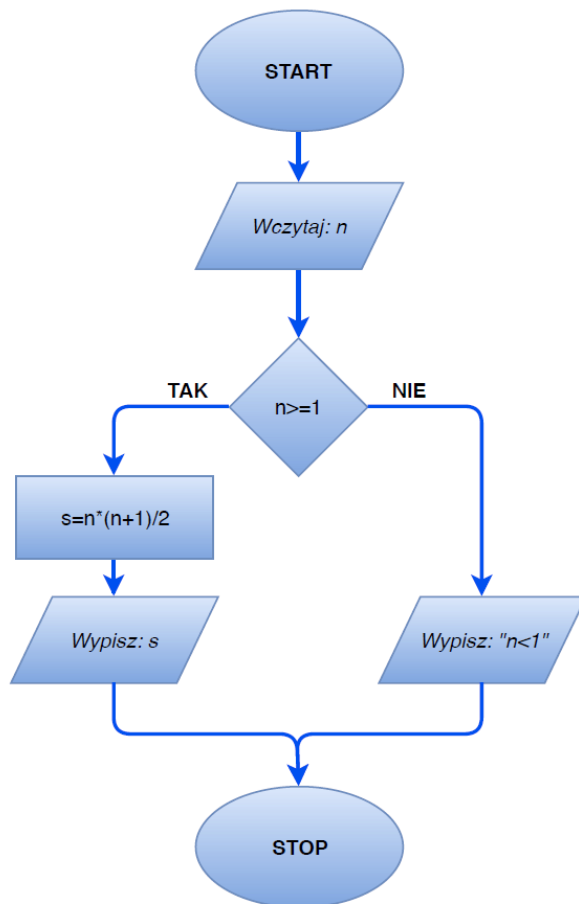 START
Wczytaj: n
n>=1
TAK
NIE
s=n*(n+1)/2
Wypisz: s
Wypisz: "n<1"
STOP